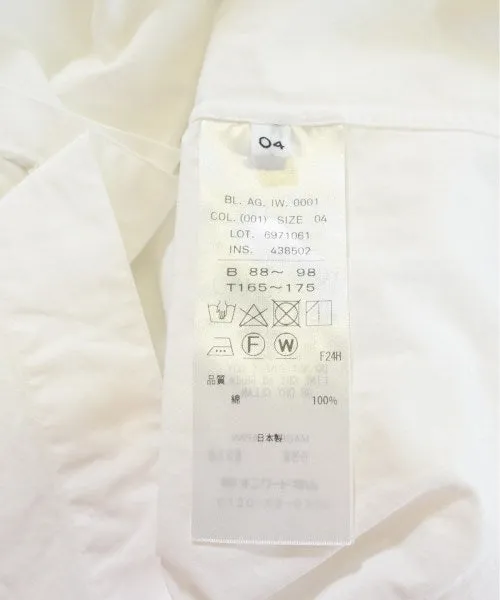 04
BL. AG. IW. 0001
COL. (001) SIZE 04
LOT. 6971061
INS. 438502
B 88～ 98
T165～175
F W
F24H
品質
綿 100%
日本製